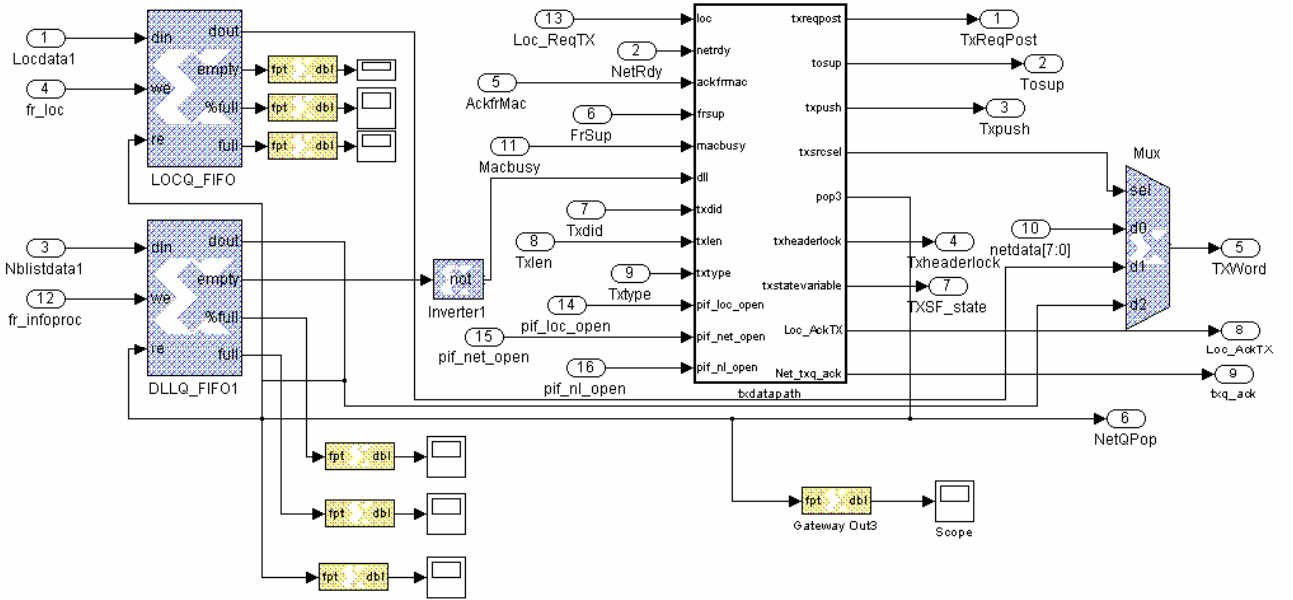 1
Locdata1
4
fr_loc
din
we
re
dout
empty
%full
full
LOCQ_FIFO
fpt dbl
fpt dbl
fpt dbl
3
Nblistdata1
12
fr_infoproc
din
we
re
dout
empty
%full
full
DLLQ_FIFO1
not
Inverter1
fpt dbl
fpt dbl
fpt dbl
13
Loc_ReqTX
2
NetRdy
5
AckfrMac
6
FrSup
11
Macbusy
7
Txdid
8
Txlen
9
Txtype
14
pif_loc_open
15
pif_net_open
16
pif_nl_open
loc
netrdy
ackfrmac
frsup
macbusy
dll
txdid
txlen
txtype
pif_loc_open
pif_net_open
pif_nl_open
txreqpost
tosup
txpush
txsrcsel
pop3
txheaderlock
txstatevariable
Loc_AckTX
Net_txq_ack
txdatapath
1
TxReqPost
2
Tosup
3
Txpush
4
Txheaderlock
7
TXSF_state
10
netdata[7:0]
Mux
sel
d0
d1
d2
5
TXWord
8
Loc_AckTX
9
txq_ack
6
NetQPop
fpt dbl
Gateway Out3
Scope